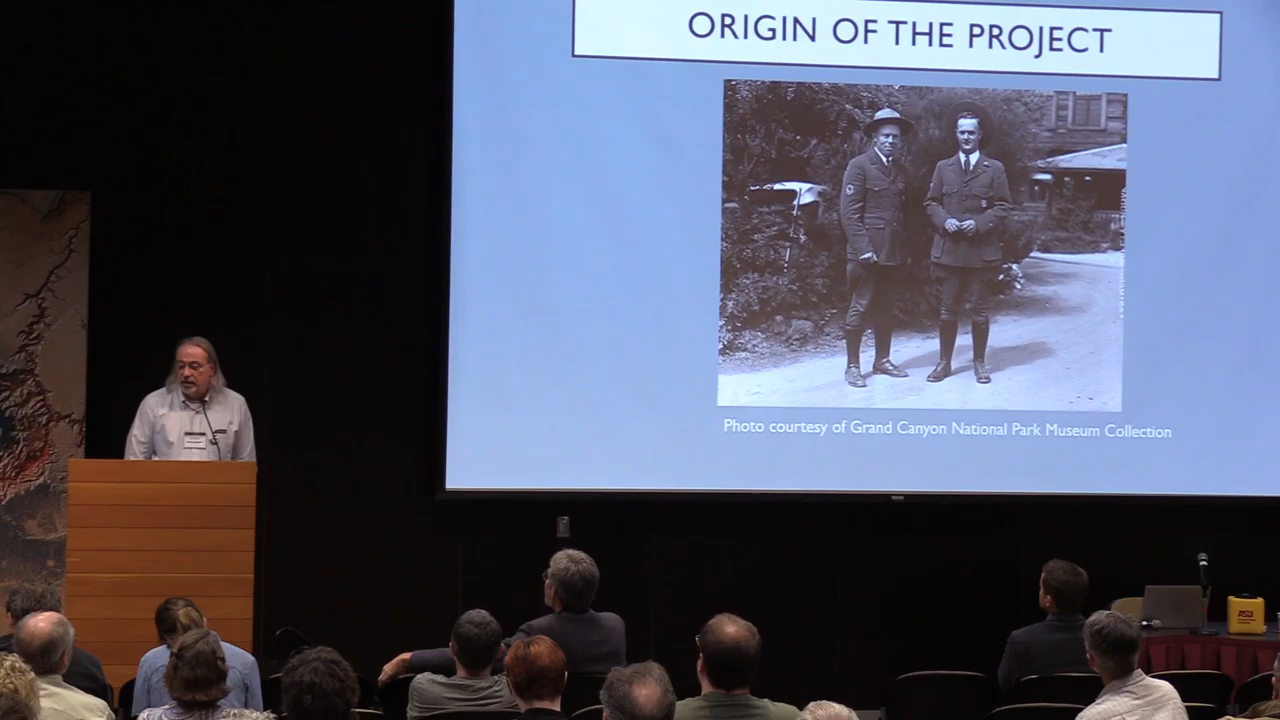 ORIGIN OF THE PROJECT
Photo courtesy of Grand Canyon National Park Museum Collection
ASU